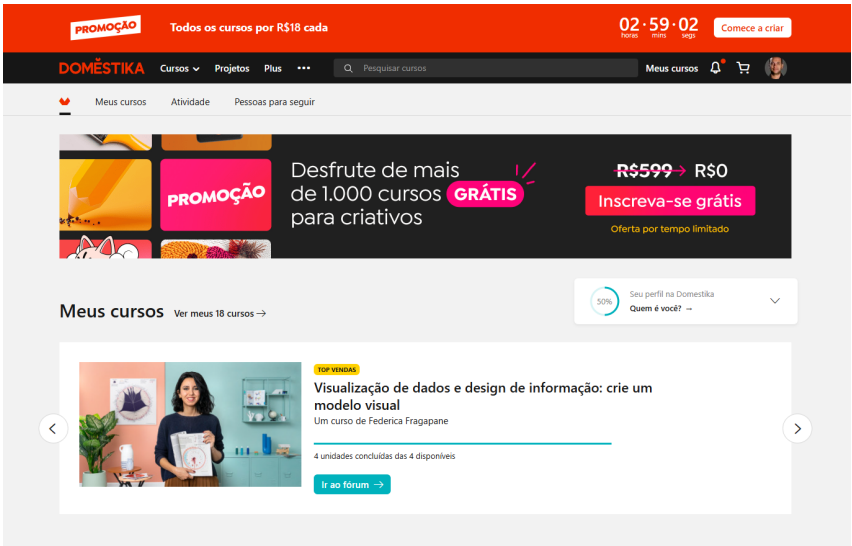 PROMOÇÃO
Todos os cursos por R$18 cada
02 · 59 · 02
horas mins segs
Comece a criar
DOMESTIKA
Cursos
Projetos
Plus
•••
Pesquisar cursos
Meus cursos
Meus cursos
Atividade
Pessoas para seguir
PROMOÇÃO
Desfrute de mais
de 1.000 cursos GRÁTIS
para criativos
R$599 → R$0
Inscreva-se grátis
Oferta por tempo limitado
50%
Seu perfil na Domestika
Quem é você? →
Meus cursos
Ver meus 18 cursos →
TOP VENDAS
Visualização de dados e design de informação: crie um
modelo visual
Um curso de Federica Fragapane
4 unidades concluídas das 4 disponíveis
Ir ao fórum →